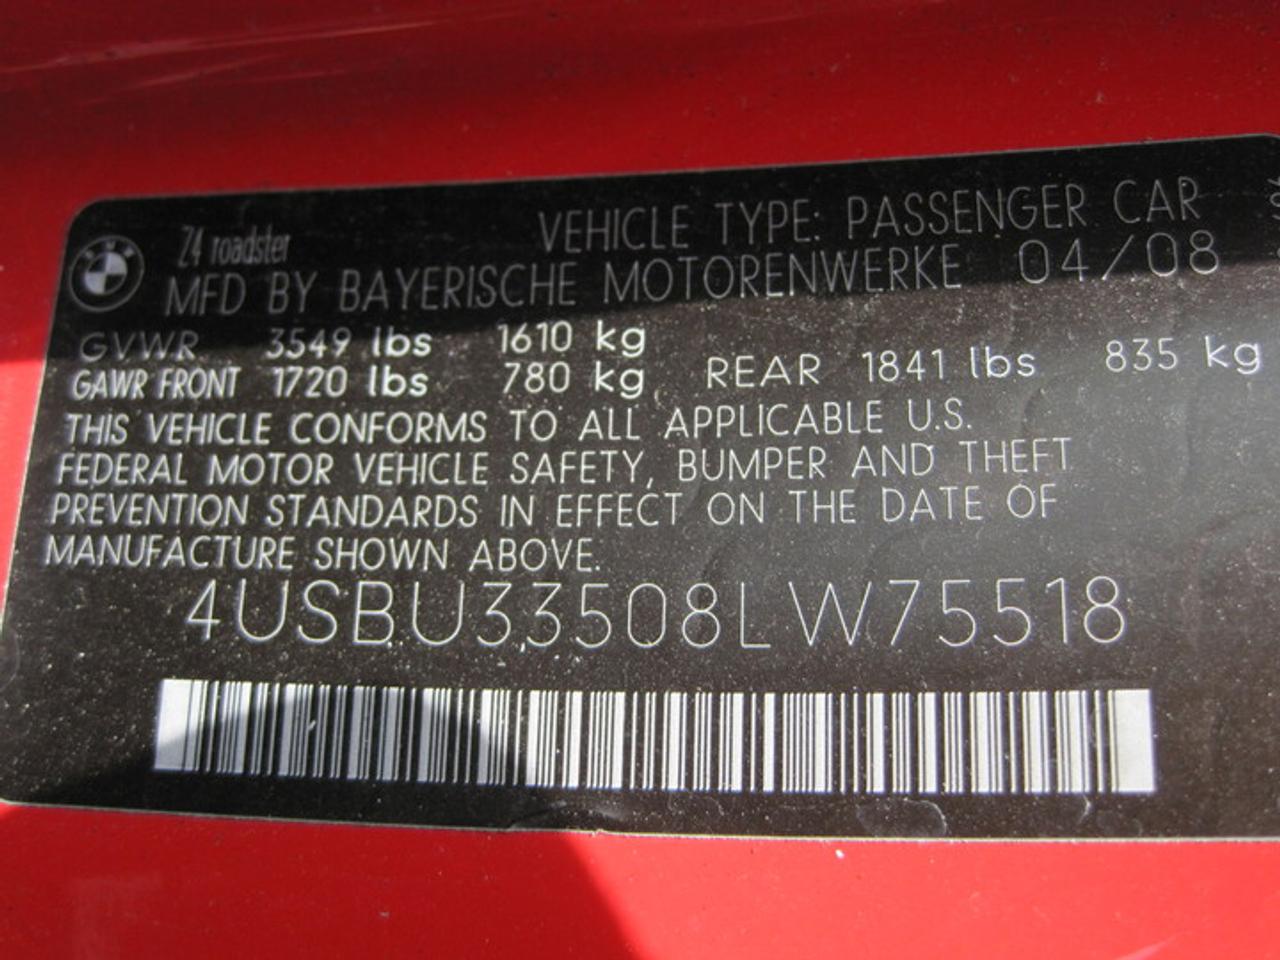 Z4 roadster
VEHICLE TYPE: PASSENGER CAR
MFD BY BAYERISCHE MOTORENWERKE 04/08
GVWR 3549 lbs 1610 kg
GAWR FRONT 1720 lbs 780 kg REAR 1841 lbs 835 kg
THIS VEHICLE CONFORMS TO ALL APPLICABLE U.S.
FEDERAL MOTOR VEHICLE SAFETY, BUMPER AND THEFT
PREVENTION STANDARDS IN EFFECT ON THE DATE OF
MANUFACTURE SHOWN ABOVE.
4USBU33508LW75518